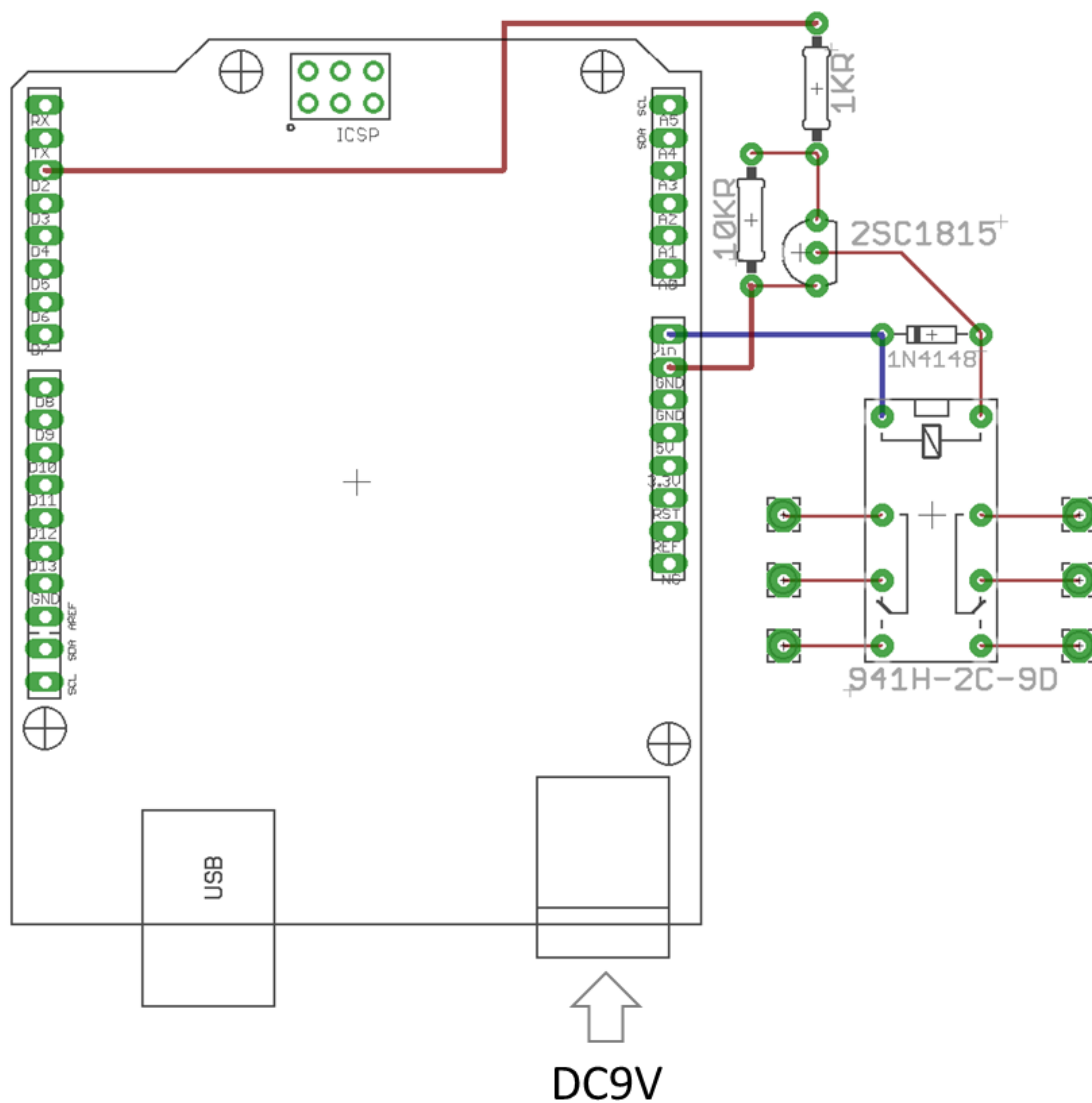 ICSP
RX
TX
D2
D3
D4
D5
D6
D7
D8
D9
D10
D11
D12
D13
GND
AREF
SDA
SCL
SCL
SDA
A5
A4
A3
A2
A1
A0
Vin
GND
GND
5V
3.3V
RST
REF
NC
1KR
10KR
2SC1815
1N4148
941H-2C-9D
USB
DC9V